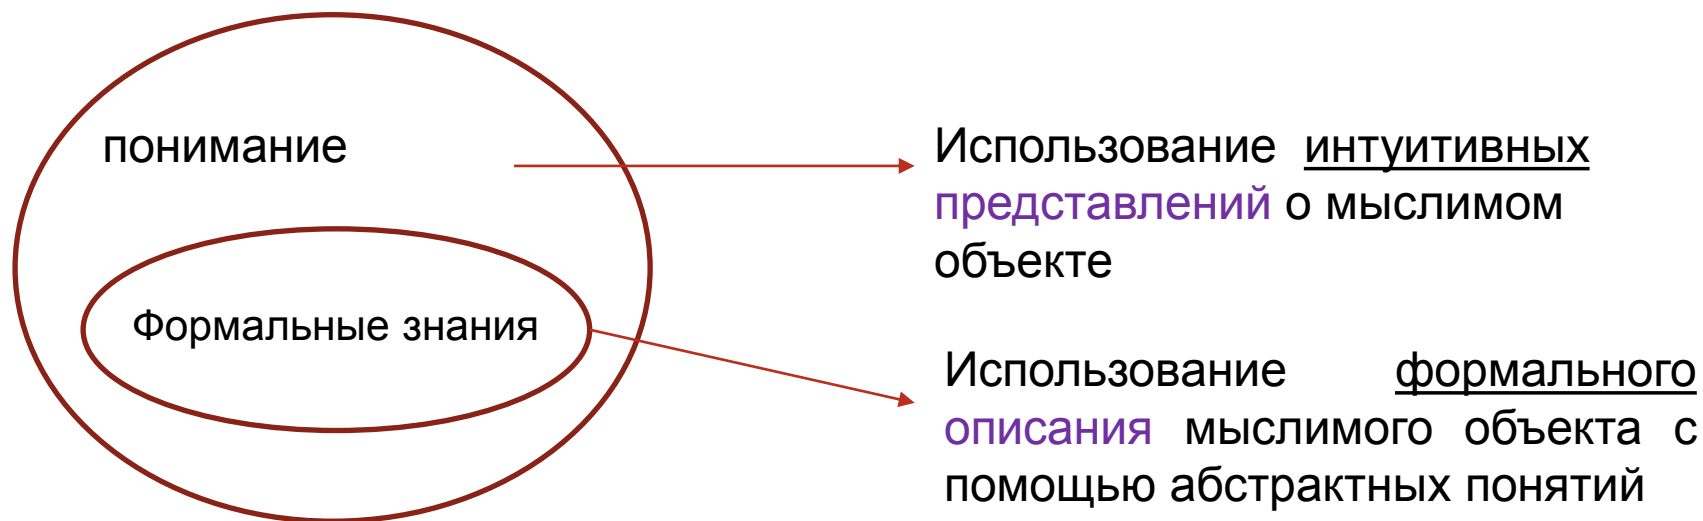 понимание
Использование интуитивных
представлений о мыслимом
объекте
Формальные знания
Использование формального
описания мыслимого объекта с
помощью абстрактных понятий